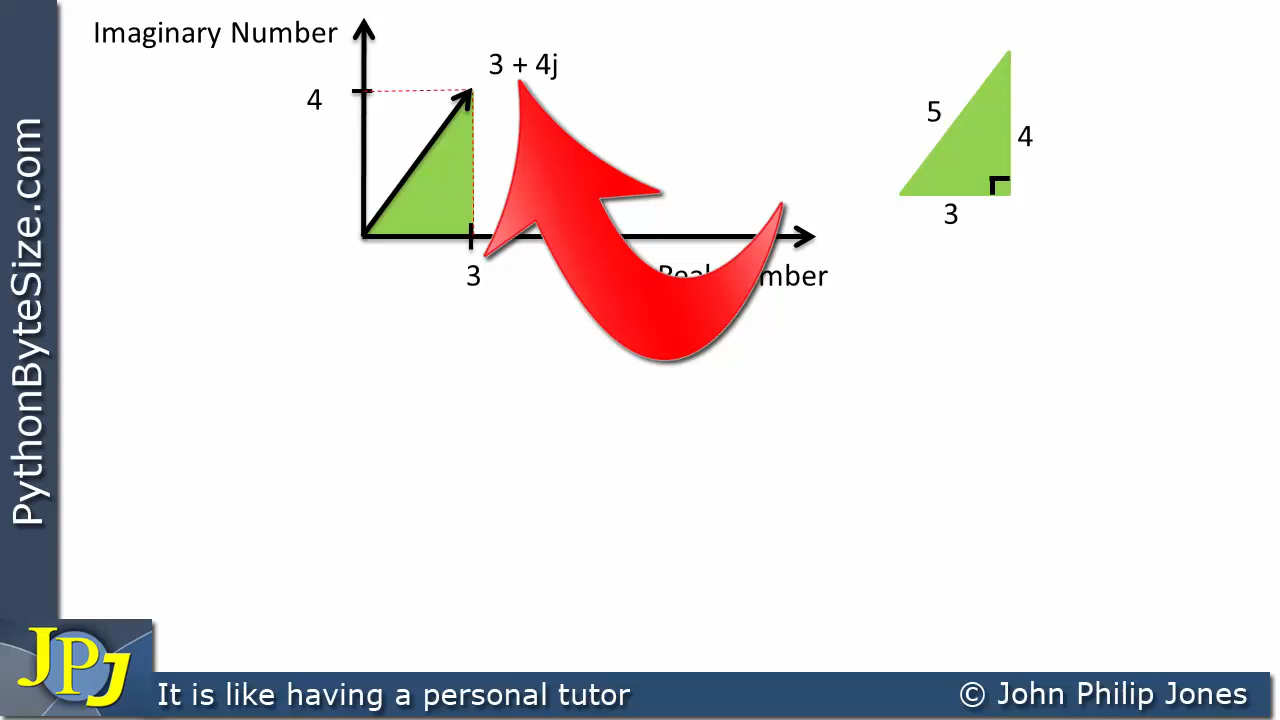 Imaginary Number
3 + 4j
4
3
5
4
3
PythonByteSize.com
JPJ
It is like having a personal tutor
© John Philip Jones